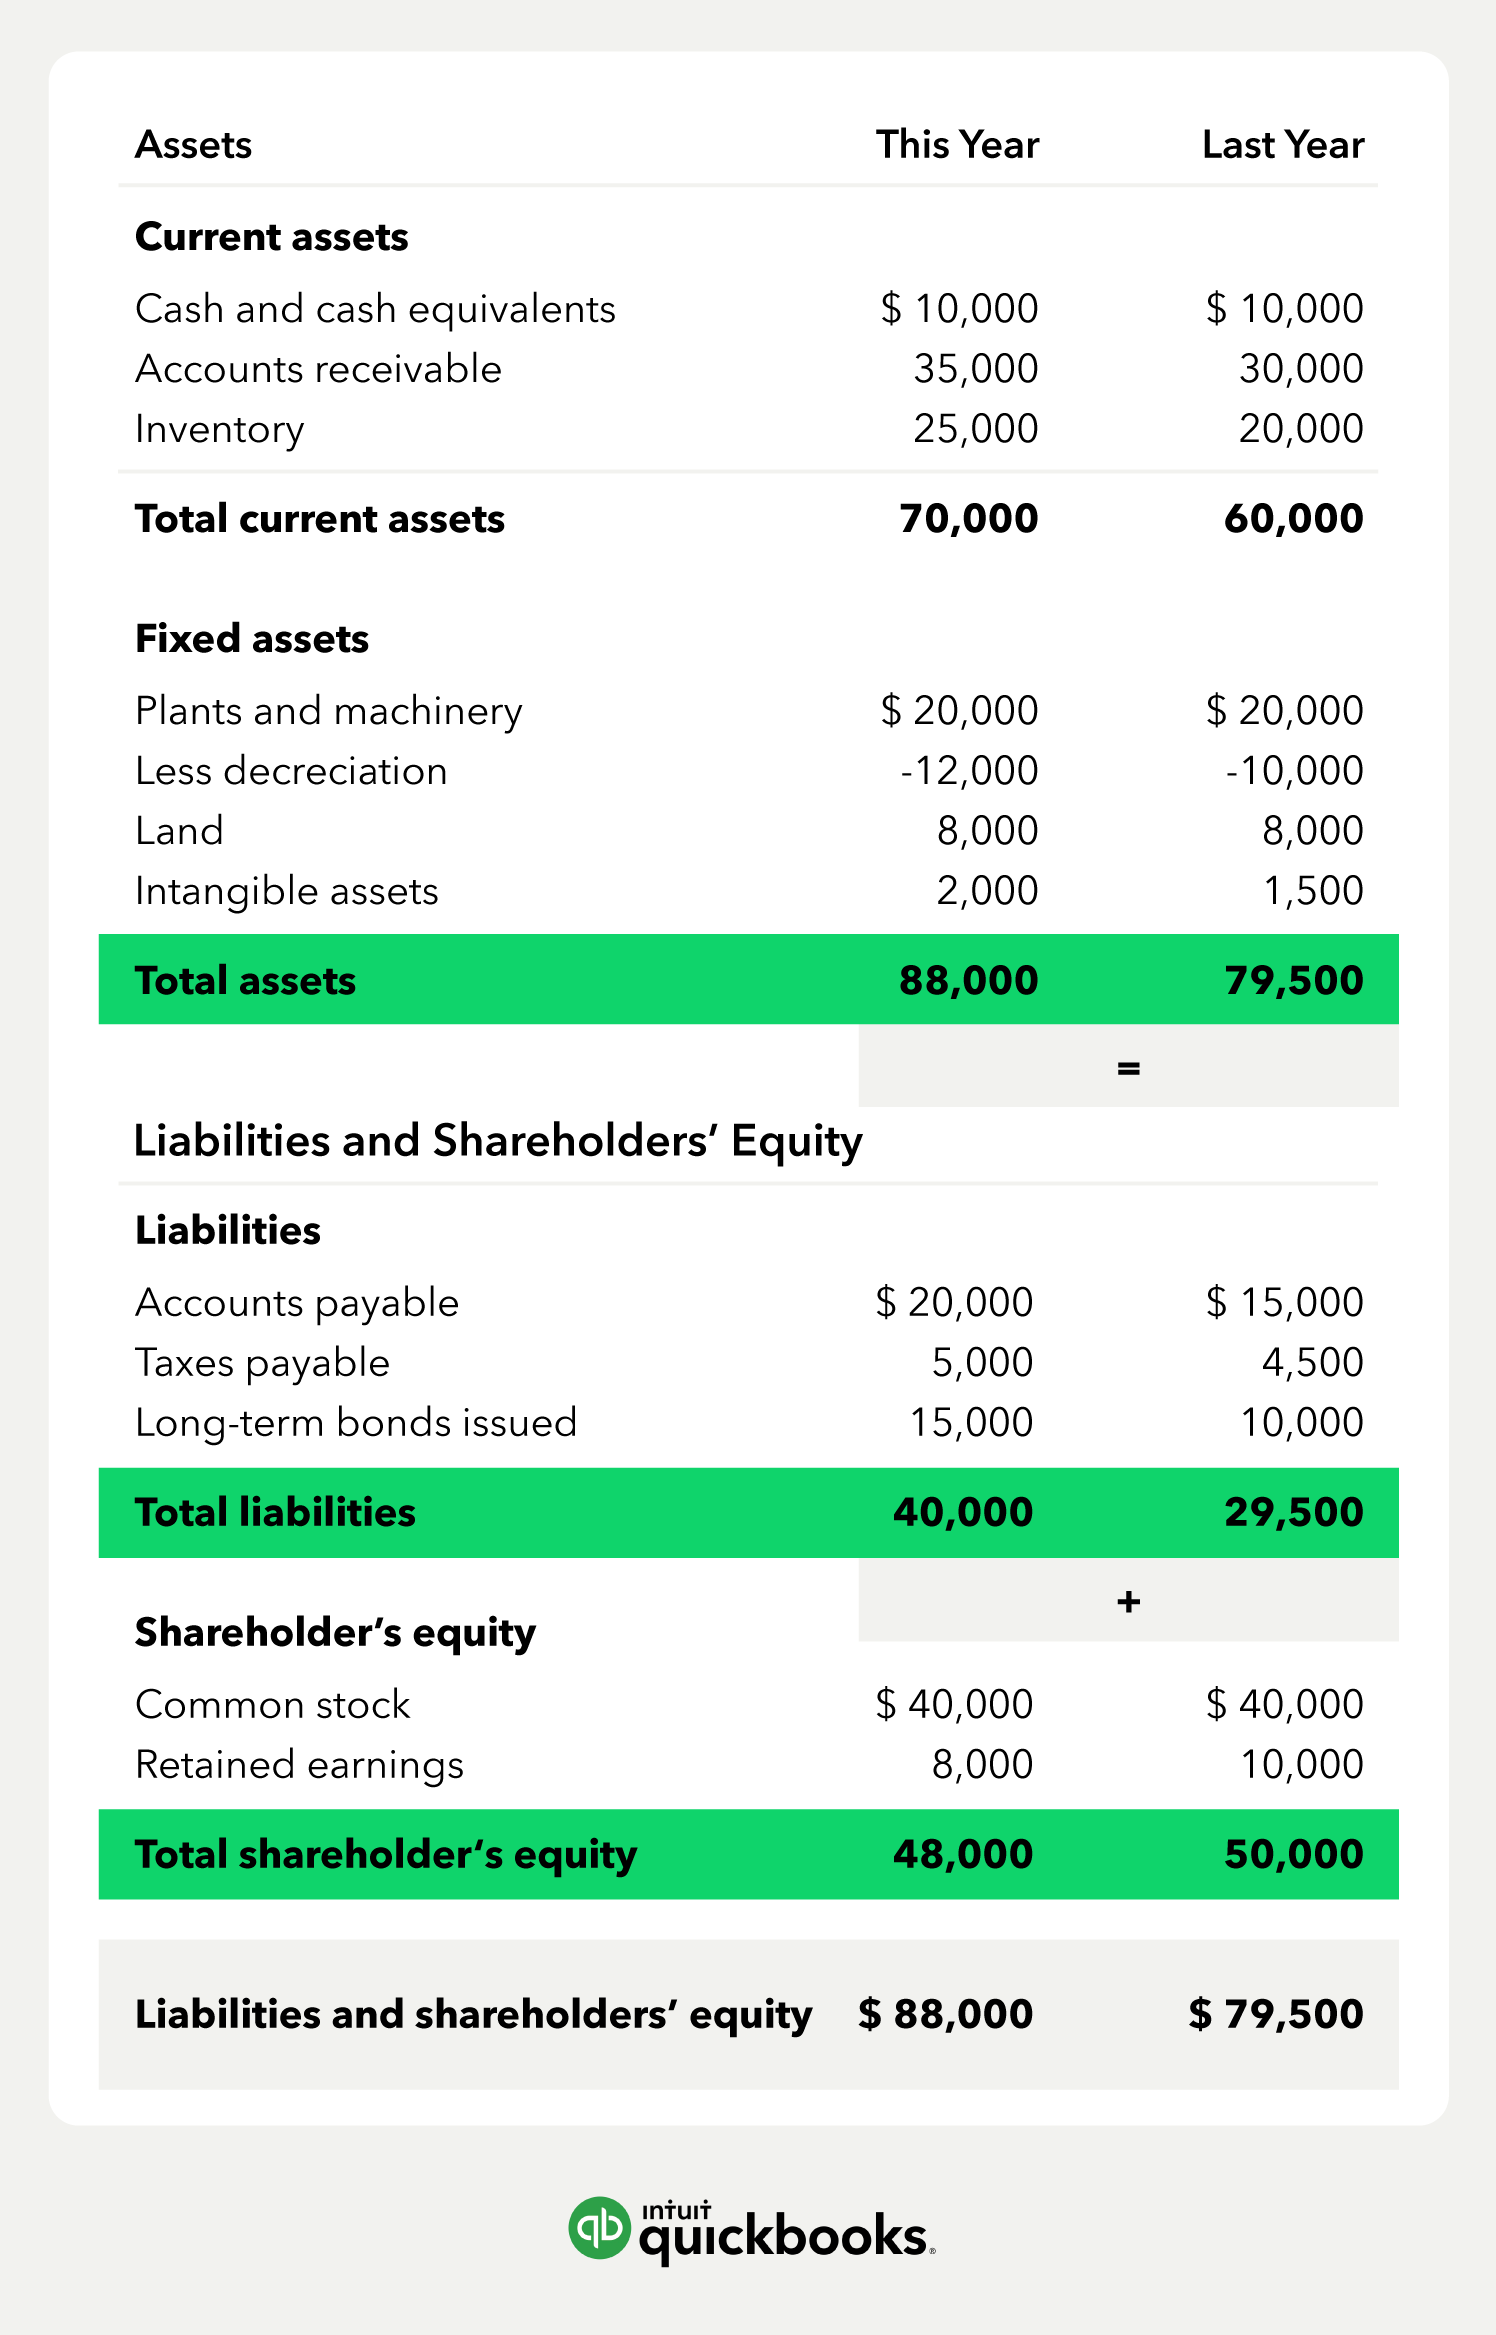 Assets This Year Last Year
Current assets
Cash and cash equivalents $ 10,000 $ 10,000
Accounts receivable 35,000 30,000
Inventory 25,000 20,000
Total current assets 70,000 60,000
Fixed assets
Plants and machinery $ 20,000 $ 20,000
Less decreciation -12,000 -10,000
Land 8,000 8,000
Intangible assets 2,000 1,500
Total assets 88,000 79,500
=
Liabilities and Shareholders’ Equity
Liabilities
Accounts payable $ 20,000 $ 15,000
Taxes payable 5,000 4,500
Long-term bonds issued 15,000 10,000
Total liabilities 40,000 29,500
+
Shareholder’s equity
Common stock $ 40,000 $ 40,000
Retained earnings 8,000 10,000
Total shareholder‘s equity 48,000 50,000
Liabilities and shareholders’ equity $ 88,000 $ 79,500
qb
intuit
quickbooks®